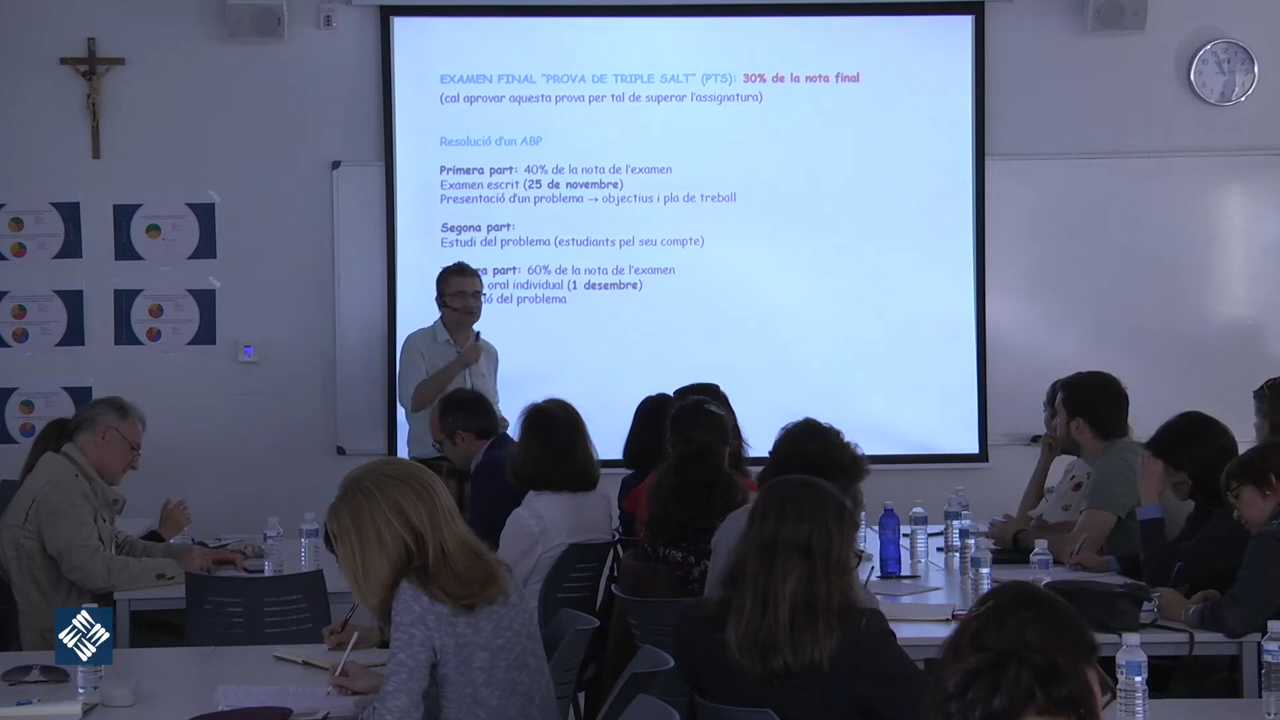 EXAMEN FINAL "PROVA DE TRIPLE SALT" (PTS): 30% de la nota final
(cal aprovar aquesta prova per tal de superar l'assignatura)
Resolució d'un ABP
Primera part: 40% de la nota de l'examen
Examen escrit (25 de novembre)
Presentació d'un problema → objectius i pla de treball
Segona part:
Estudi del problema (estudiants pel seu compte)
part: 60% de la nota de l'examen
oral individual (1 desembre)
del problema